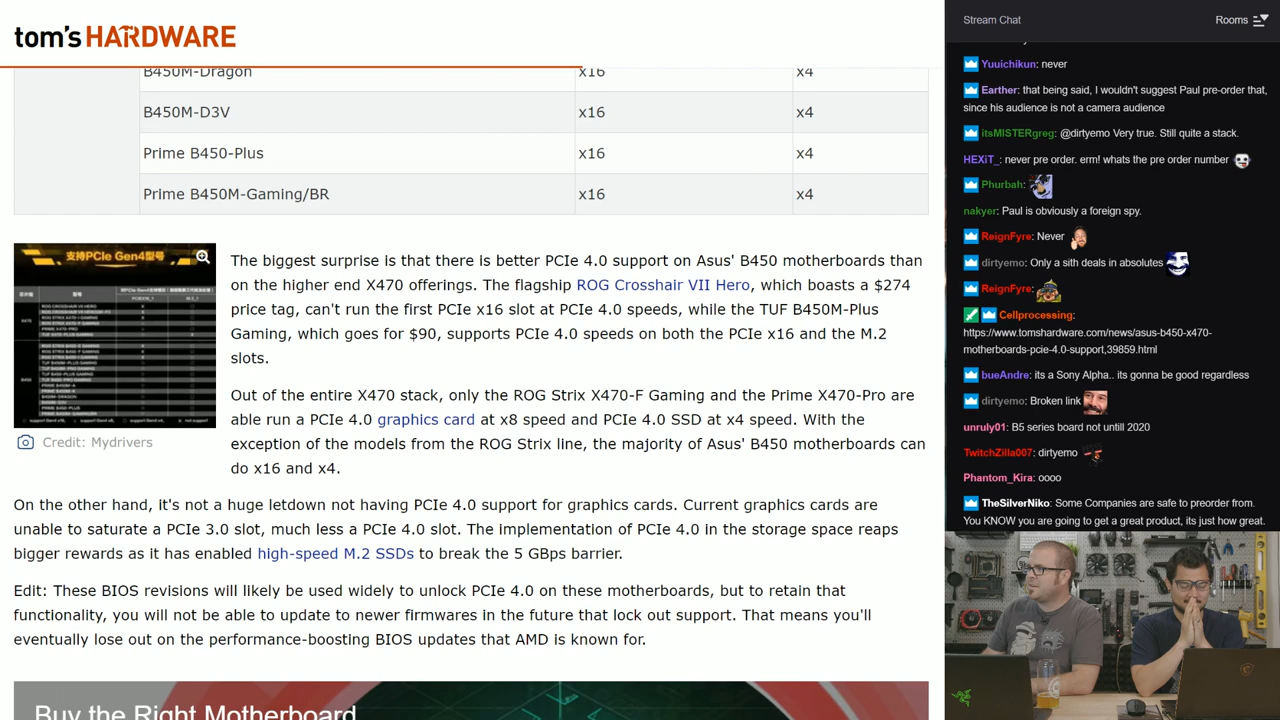 tom's HARDWARE
B450M-Dragon x16 x4
B450M-D3V x16 x4
Prime B450-Plus x16 x4
Prime B450M-Gaming/BR x16 x4
支持PCIe Gen4型号
Credit: Mydrivers
The biggest surprise is that there is better PCIe 4.0 support on Asus' B450 motherboards than
on the higher end X470 offerings. The flagship ROG Crosshair VII Hero, which boasts a $274
price tag, can't run the first PCIe x16 slot at PCIe 4.0 speeds, while the TUF B450M-Plus
Gaming, which goes for $90, supports PCIe 4.0 speeds on both the PCIe x16 and the M.2
slots.
Out of the entire X470 stack, only the ROG Strix X470-F Gaming and the Prime X470-Pro are
able run a PCIe 4.0 graphics card at x8 speed and PCIe 4.0 SSD at x4 speed. With the
exception of the models from the ROG Strix line, the majority of Asus' B450 motherboards can
do x16 and x4.
On the other hand, it's not a huge letdown not having PCIe 4.0 support for graphics cards. Current graphics cards are
unable to saturate a PCIe 3.0 slot, much less a PCIe 4.0 slot. The implementation of PCIe 4.0 in the storage space reaps
bigger rewards as it has enabled high-speed M.2 SSDs to break the 5 GBps barrier.
Edit: These BIOS revisions will likely be used widely to unlock PCIe 4.0 on these motherboards, but to retain that
functionality, you will not be able to update to newer firmwares in the future that lock out support. That means you'll
eventually lose out on the performance-boosting BIOS updates that AMD is known for.
Buy the Right Motherboard
Stream Chat Rooms
Yuuichikun: never
Earther: that being said, I wouldn't suggest Paul pre-order that,
since his audience is not a camera audience
itsMISTERgreg: @dirtyemo Very true. Still quite a stack.
HEXiT_: never pre order. erm! whats the pre order number
Phurbah:
nakyer: Paul is obviously a foreign spy.
ReignFyre: Never
dirtyemo: Only a sith deals in absolutes
ReignFyre:
Cellprocessing:
https://www.tomshardware.com/news/asus-b450-x470-
motherboards-pcie-4.0-support,39859.html
bueAndre: its a Sony Alpha.. its gonna be good regardless
dirtyemo: Broken link
unruly01: B5 series board not untill 2020
TwitchZilla007: dirtyemo
Phantom_Kira: oooo
TheSilverNiko: Some Companies are safe to preorder from.
You KNOW you are going to get a great product, its just how great.